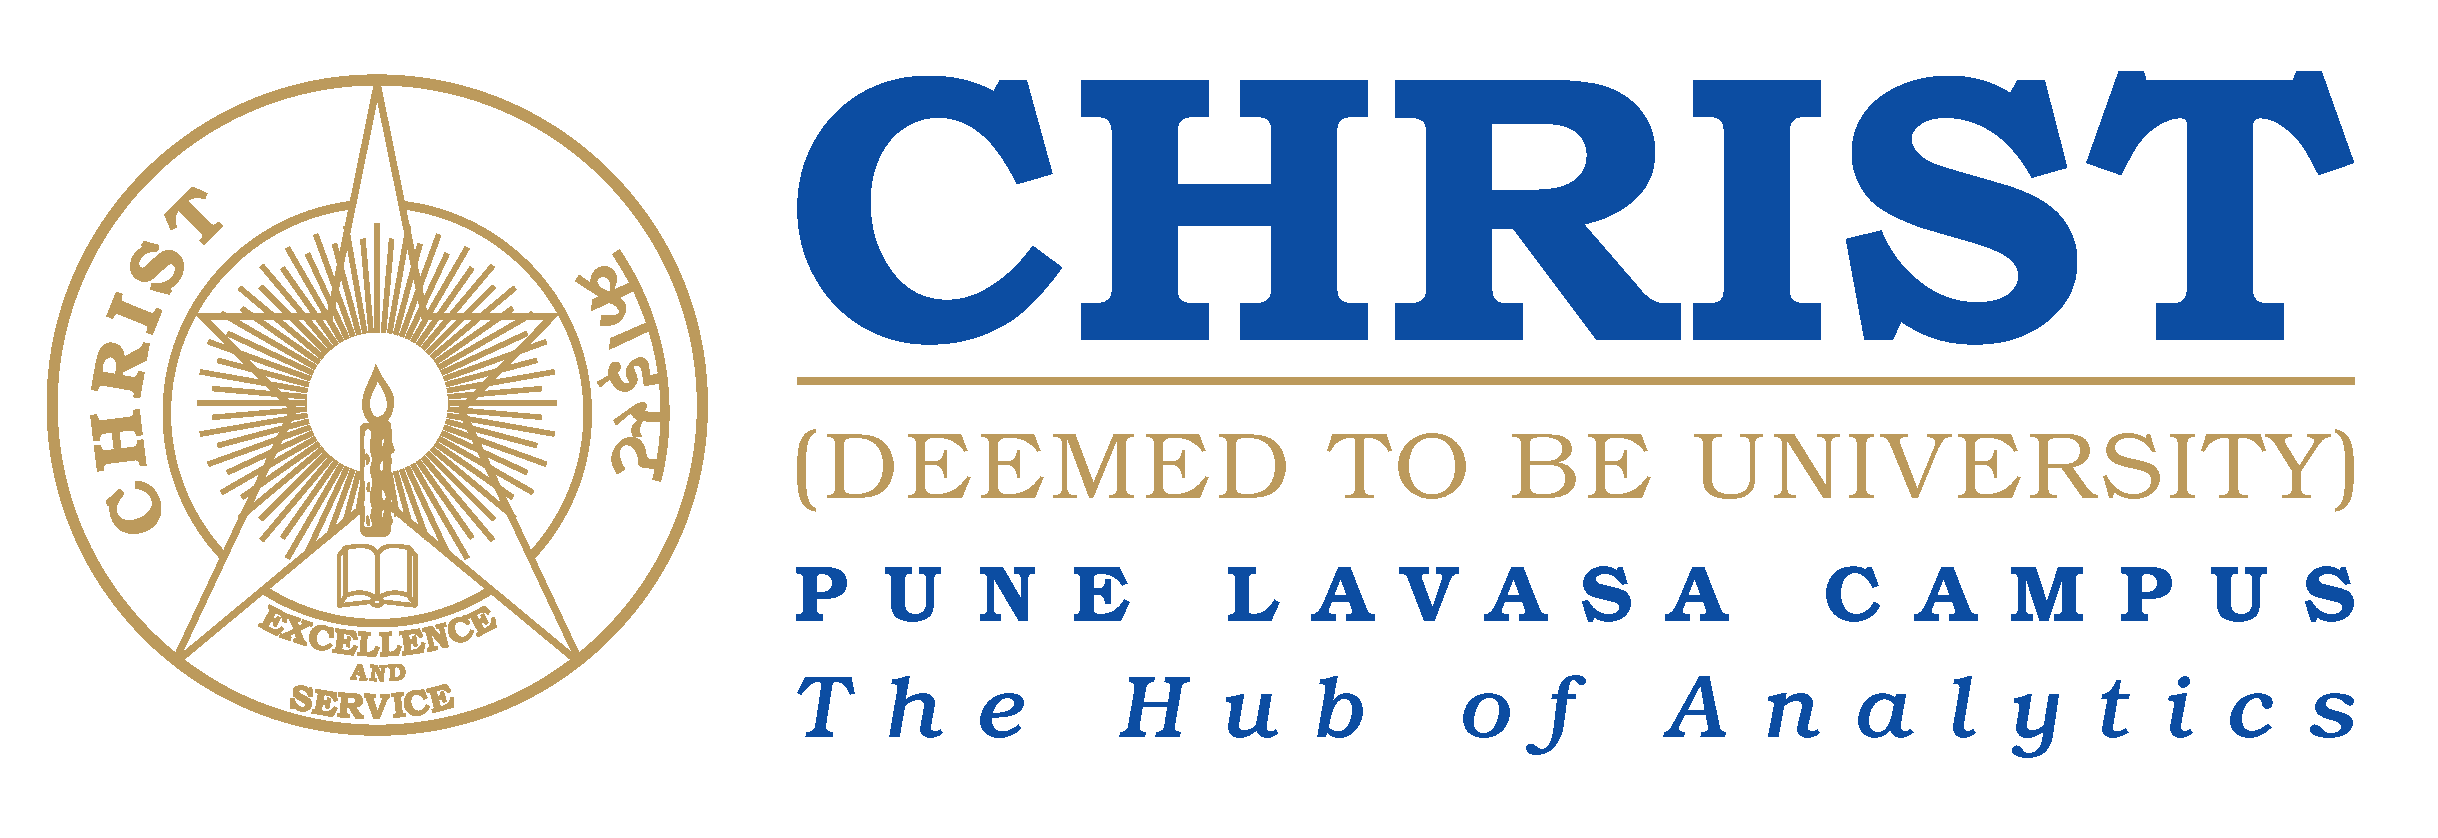 CHRIST
क्राइस्ट
EXCELLENCE
AND
SERVICE
CHRIST
(DEEMED TO BE UNIVERSITY)
PUNE LAVASA CAMPUS
The Hub of Analytics